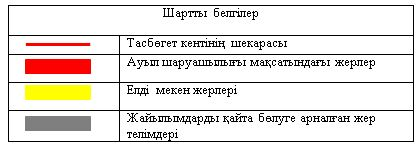 Шартты белгілер
Тасбөгет кентінің шекарасы
Ауыл шаруашылығы мақсатындағы жерлер
Елді мекен жерлері
Жайылымдарды қайта бөлуге арналған жер
телімдері